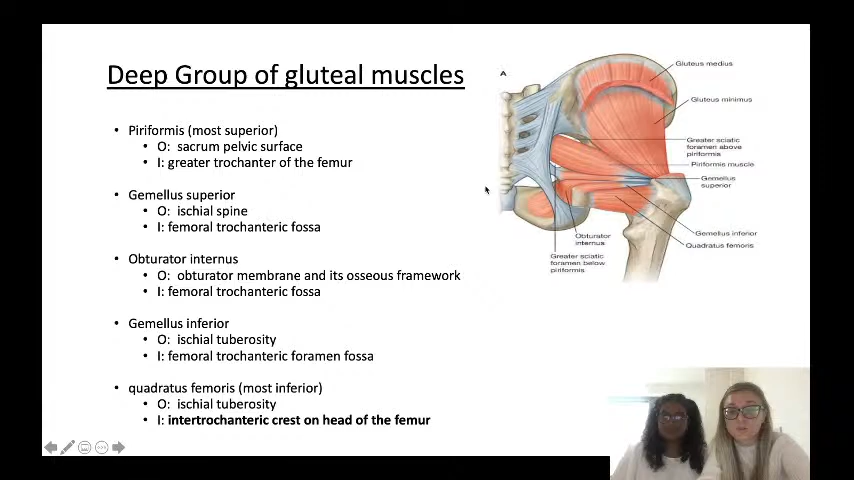 Deep Group of gluteal muscles
• Piriformis (most superior)
• O: sacrum pelvic surface
• I: greater trochanter of the femur
• Gemellus superior
• O: ischial spine
• I: femoral trochanteric fossa
• Obturator internus
• O: obturator membrane and its osseous framework
• I: femoral trochanteric fossa
• Gemellus inferior
• O: ischial tuberosity
• I: femoral trochanteric foramen fossa
• quadratus femoris (most inferior)
• O: ischial tuberosity
• I: intertrochanteric crest on head of the femur
A
Gluteus medius
Gluteus minimus
Greater sciatic
foramen above
piriformis
Piriformis muscle
Gemellus
superior
Gemellus inferior
Quadratus femoris
Obturator
internus
Greater sciatic
foramen below
piriformis